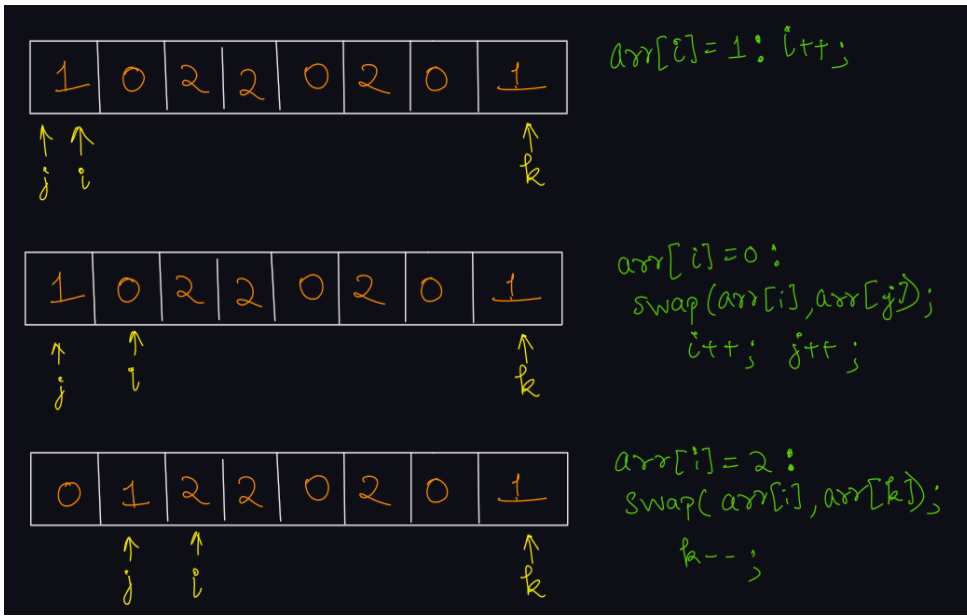 1 0 2 2 0 2 0 1
arr[i] = 1 : i++;
j i k
1 0 2 2 0 2 0 1
arr[i] = 0 :
swap(arr[i], arr[j]);
i++; j++;
j i k
0 1 2 2 0 2 0 1
arr[i] = 2 :
swap( arr[i], arr[k]);
k--;
j i k